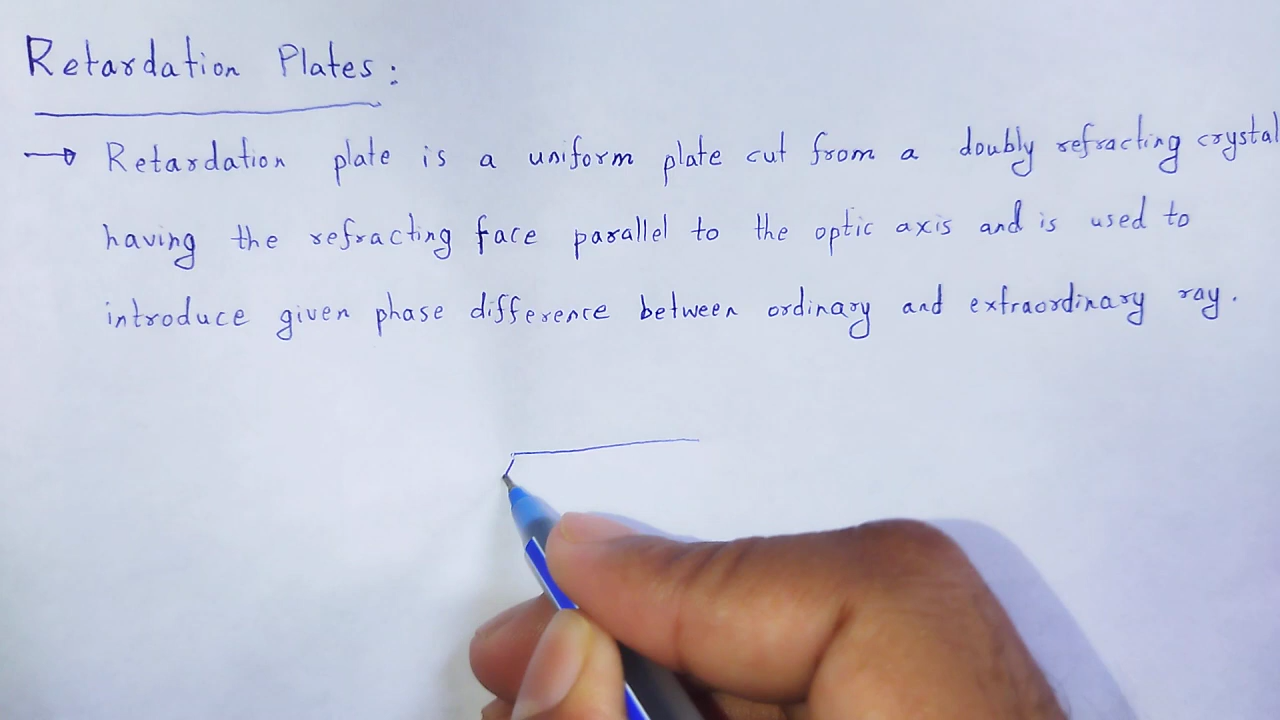 Retardation Plates:
→ Retardation plate is a uniform plate cut from a doubly refracting crystal
having the refracting face parallel to the optic axis and is used to
introduce given phase difference between ordinary and extraordinary ray.